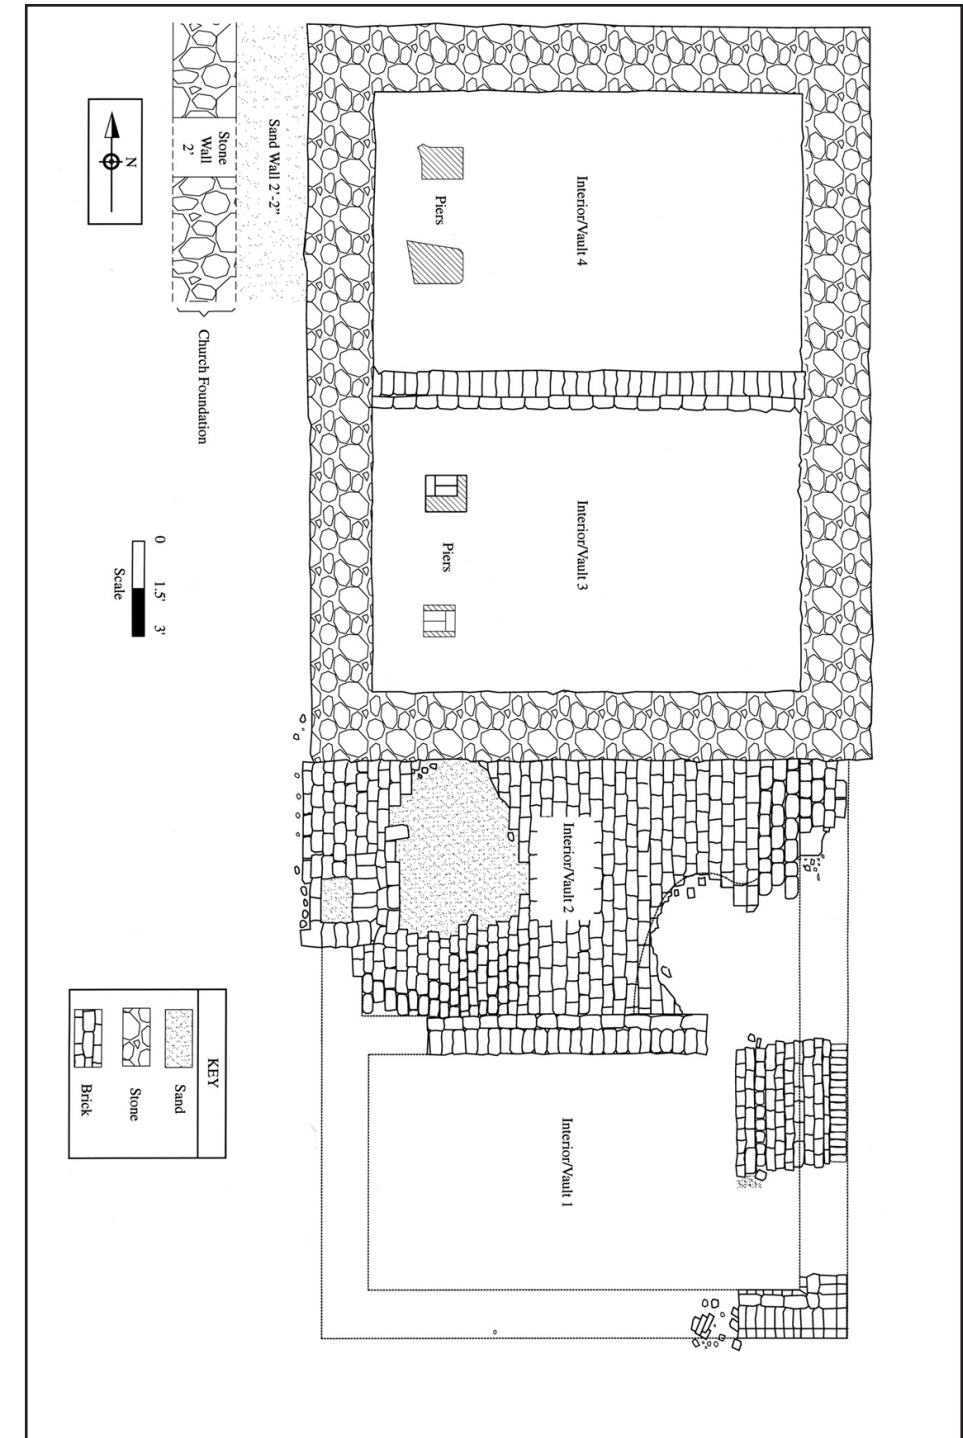 Stone
Wall
2'
Sand Wall 2'-2"
N
Piers
Interior/Vault 4
Church Foundation
Piers
Interior/Vault 3
0 1.5' 3'
Scale
Interior/Vault 2
Interior/Vault 1
KEY
Sand
Stone
Brick